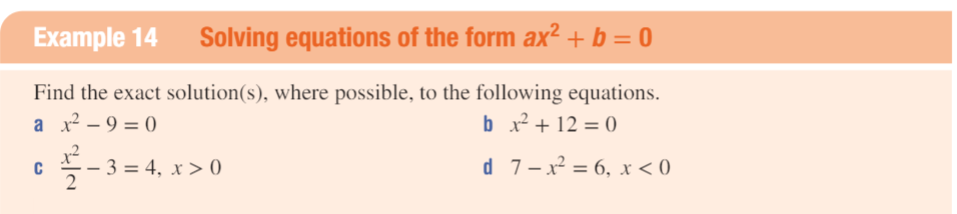 Example 14 Solving equations of the form ax² + b = 0
Find the exact solution(s), where possible, to the following equations.
a x² – 9 = 0 b x² + 12 = 0
c x²/2 – 3 = 4, x > 0 d 7 – x² = 6, x < 0